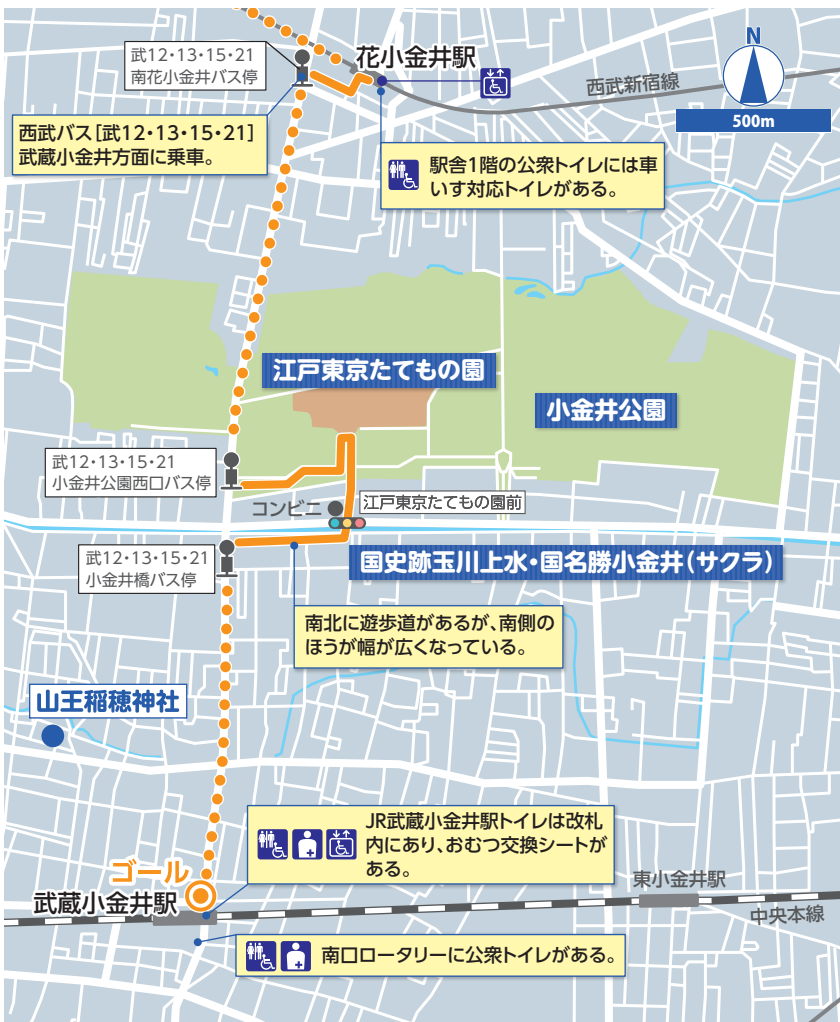 武12・13・15・21
南花小金井バス停
花小金井駅
西武新宿線
N
500m
西武バス[武12・13・15・21]
武蔵小金井方面に乗車。
駅舎1階の公衆トイレには車
いす対応トイレがある。
江戸東京たてもの園
小金井公園
武12・13・15・21
小金井公園西口バス停
コンビニ
江戸東京たてもの園前
武12・13・15・21
小金井橋バス停
国史跡玉川上水・国名勝小金井(サクラ)
南北に遊歩道があるが、南側の
ほうが幅が広くなっている。
山王稲穂神社
JR武蔵小金井駅トイレは改札
内にあり、おむつ交換シートが
ある。
ゴール
武蔵小金井駅
東小金井駅
中央本線
南口ロータリーに公衆トイレがある。